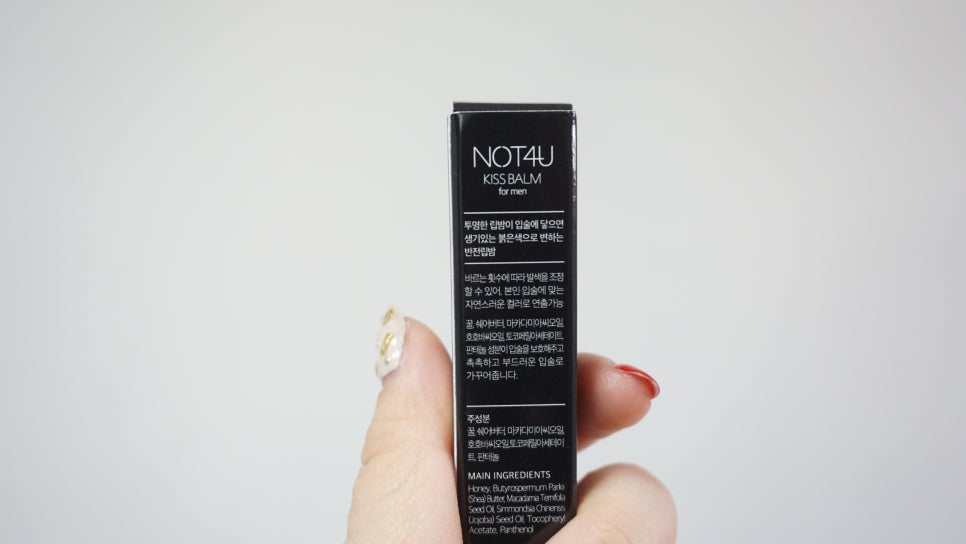 NOT4U
KISS BALM
for men
투명한 립밤이 입술에 닿으면
생기있는 붉은색으로 변하는
반전립밤
바르는 횟수에 따라 발색을 조정
할 수 있어, 본인 입술에 맞는
자연스러운 컬러로 연출가능
꿀, 쉐어버터, 마카다미아씨오일,
호호바씨오일, 토코페릴아세테이트,
판테놀 성분이 입술을 보호해주고
촉촉하고 부드러운 입술로
가꾸어줍니다.
주성분
꿀, 쉐어버터, 마카다미아씨오일,
호호바씨오일,토코페릴아세테이
트, 판테놀
MAIN INGREDIENTS
Honey, Butyrospermum Parkii
(Shea) Butter, Macadamia Ternifolia
Seed Oil, Simmondsia Chinensis
(Jojoba) Seed Oil, Tocopheryl
Acetate, Panthenol